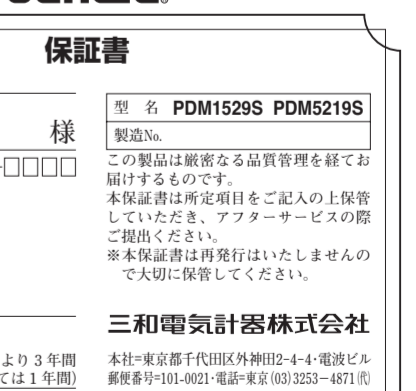 保証書
様
型 名 PDM1529S PDM5219S
製造No.
この製品は厳密なる品質管理を経てお
届けするものです。
本保証書は所定項目をご記入の上保管
していただき、アフターサービスの際
ご提出ください。
※本保証書は再発行はいたしませんの
で大切に保管してください。
三和電気計器株式会社
より3年間
ては1年間)
本社=東京都千代田区外神田2-4-4・電波ビル
郵便番号=101-0021・電話=東京(03)3253-4871㈹